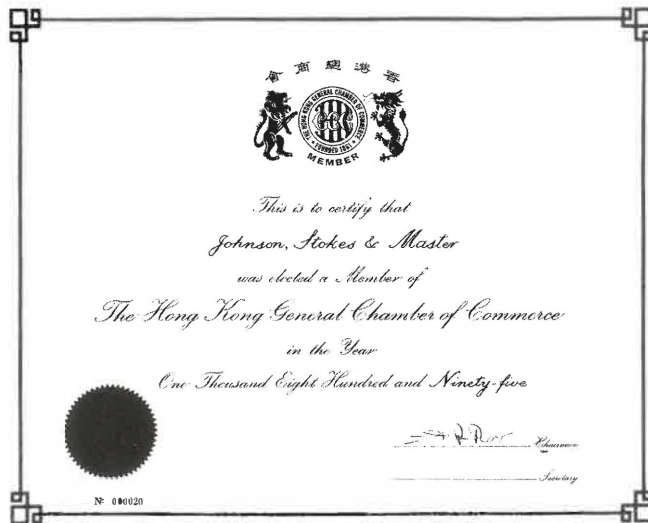 會商總港香
THE HONG KONG GENERAL CHAMBER OF COMMERCE
FOUNDED 1861
MEMBER
This is to certify that
Johnson, Stokes & Master
was elected a Member of
The Hong Kong General Chamber of Commerce
in the Year
One Thousand Eight Hundred and Ninety-five
Chairman
Secretary
Nº 000020